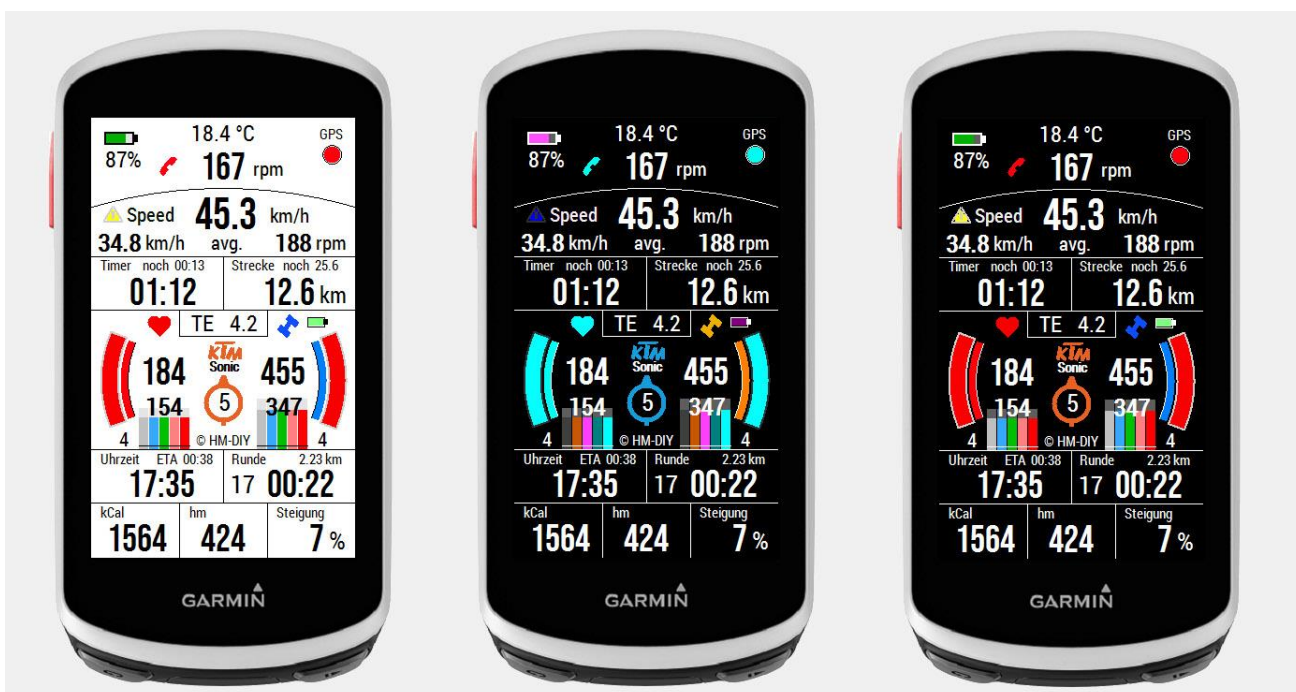 18.4 °C
GPS
87%
167 rpm
Speed 45.3 km/h
34.8 km/h avg. 188 rpm
Timer noch 00:13 Strecke noch 25.6
01:12 12.6 km
TE 4.2
KTM
Sonic
184 455
154 5 347
4 © HM-DIY 4
Uhrzeit ETA 00:38 Runde 2.23 km
17:35 17 00:22
kCal hm Steigung
1564 424 7 %
GARMIN
18.4 °C
GPS
87%
167 rpm
Speed 45.3 km/h
34.8 km/h avg. 188 rpm
Timer noch 00:13 Strecke noch 25.6
01:12 12.6 km
TE 4.2
KTM
Sonic
184 455
154 5 347
4 © HM-DIY 4
Uhrzeit ETA 00:38 Runde 2.23 km
17:35 17 00:22
kCal hm Steigung
1564 424 7 %
GARMIN
18.4 °C
GPS
87%
167 rpm
Speed 45.3 km/h
34.8 km/h avg. 188 rpm
Timer noch 00:13 Strecke noch 25.6
01:12 12.6 km
TE 4.2
KTM
Sonic
184 455
154 5 347
4 © HM-DIY 4
Uhrzeit ETA 00:38 Runde 2.23 km
17:35 17 00:22
kCal hm Steigung
1564 424 7 %
GARMIN